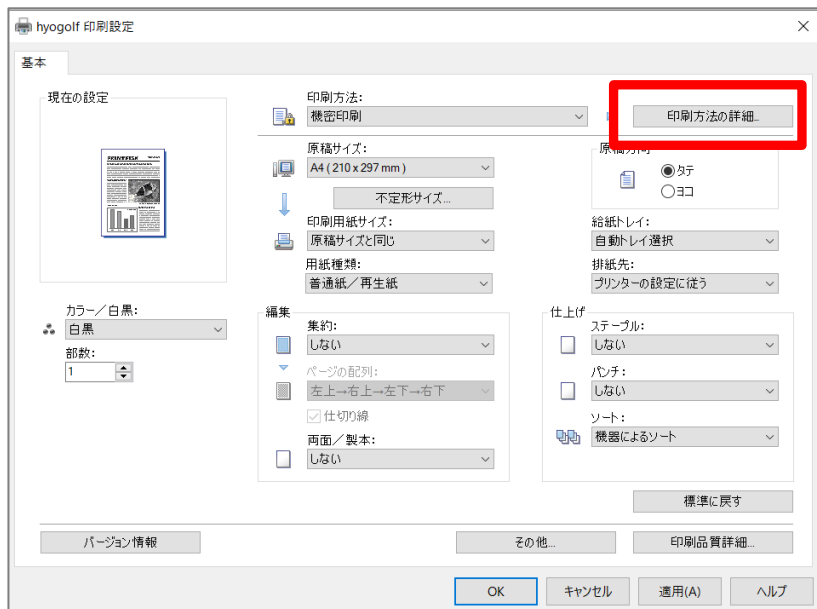 hyogolf 印刷設定
基本
現在の設定
印刷方法:
機密印刷
印刷方法の詳細...
原稿サイズ:
A4 ( 210 x 297 mm )
不定形サイズ...
原稿方向
タテ
ヨコ
印刷用紙サイズ:
原稿サイズと同じ
給紙トレイ:
自動トレイ選択
用紙種類:
普通紙/再生紙
排紙先:
プリンターの設定に従う
カラー/白黒:
白黒
部数:
1
編集
集約:
しない
ページの配列:
左上→右上→左下→右下
仕切り線
両面/製本:
しない
仕上げ
ステープル:
しない
パンチ:
しない
ソート:
機器によるソート
標準に戻す
バージョン情報
その他...
印刷品質詳細...
OK
キャンセル
適用(A)
ヘルプ